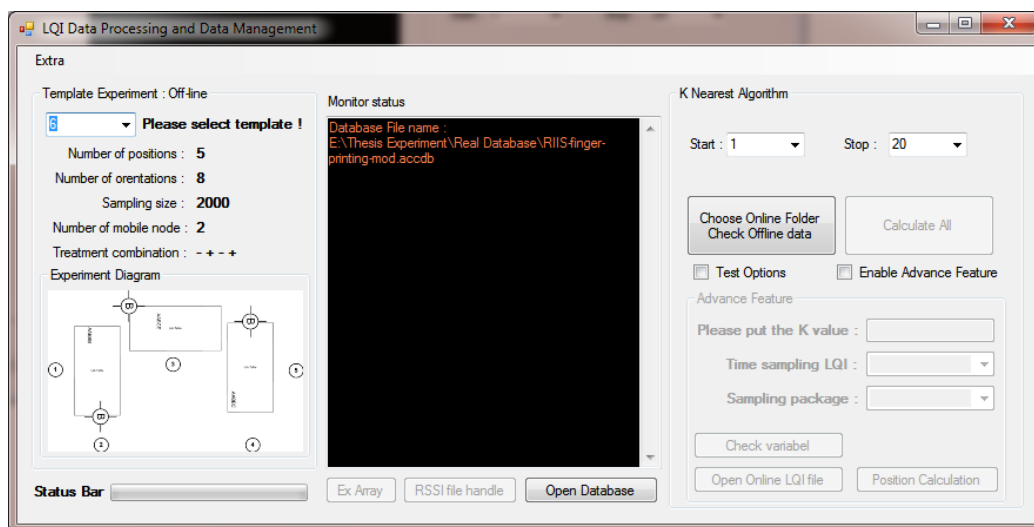 LQI Data Processing and Data Management
Extra
Template Experiment : Off-line
6
Please select template !
Number of positions : 5
Number of orentations : 8
Sampling size : 2000
Number of mobile node : 2
Treatment combination : - + - +
Experiment Diagram
B
B
B
1
2
3
4
5
Status Bar
Monitor status
Database File name :
E:\Thesis Experiment\Real Database\RIIS-finger-
printing-mod.accdb
Ex Array
RSSI file handle
Open Database
K Nearest Algorithm
Start : 1
Stop : 20
Choose Online Folder
Check Offline data
Calculate All
Test Options
Enable Advance Feature
Advance Feature
Please put the K value :
Time sampling LQI :
Sampling package :
Check variabel
Open Online LQI file
Position Calculation